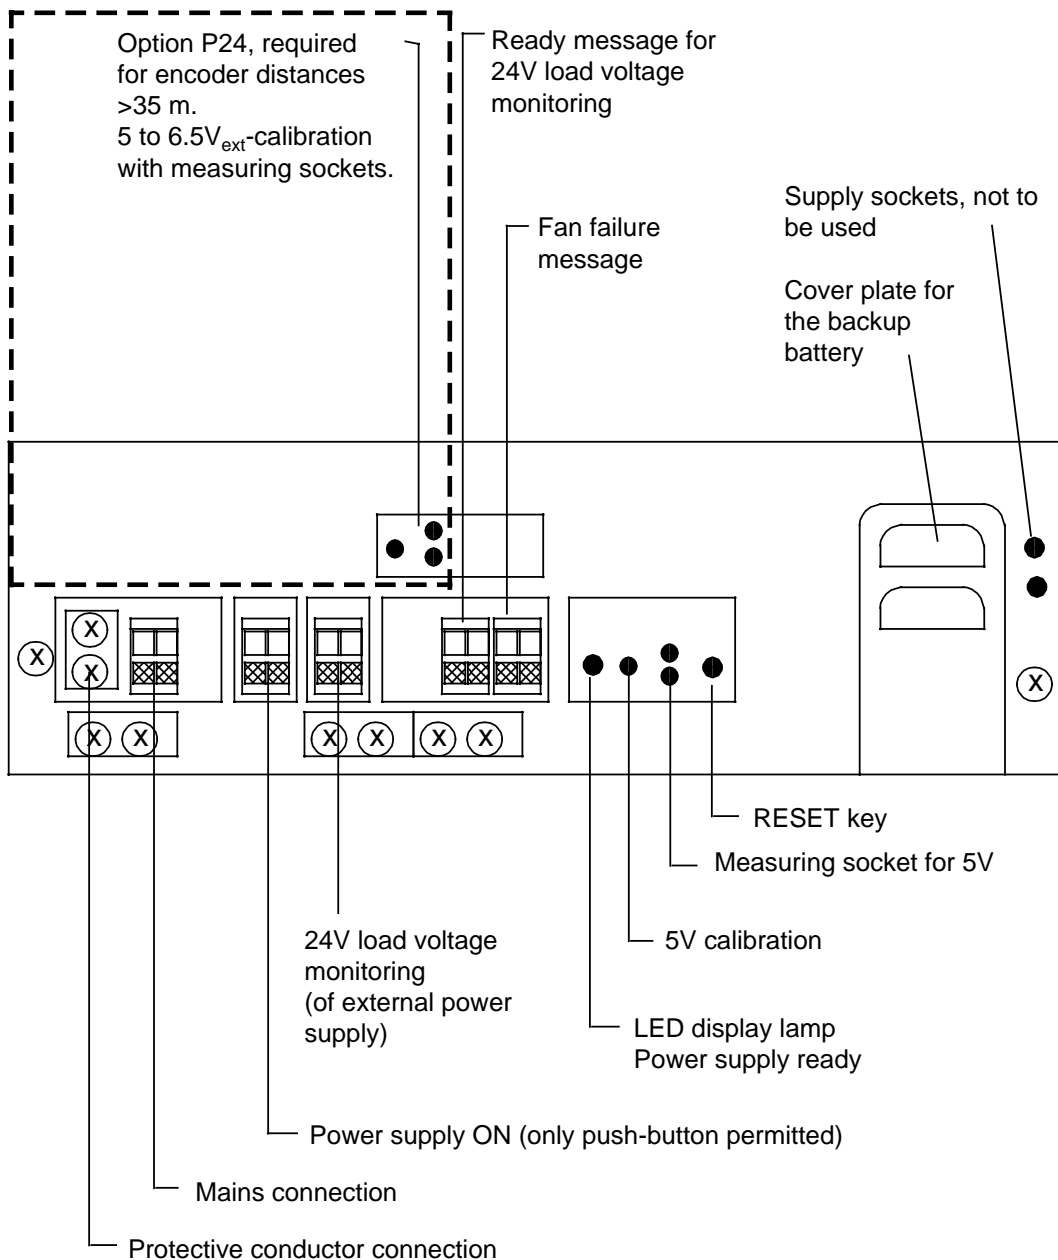 Option P24, required
for encoder distances
>35 m.
5 to 6.5Vext-calibration
with measuring sockets.
Ready message for
24V load voltage
monitoring
Fan failure
message
Supply sockets, not to
be used
Cover plate for
the backup
battery
X
X
X
X
X X
X X X X
RESET key
Measuring socket for 5V
24V load voltage
monitoring
(of external power
supply)
5V calibration
LED display lamp
Power supply ready
Power supply ON (only push-button permitted)
Mains connection
Protective conductor connection